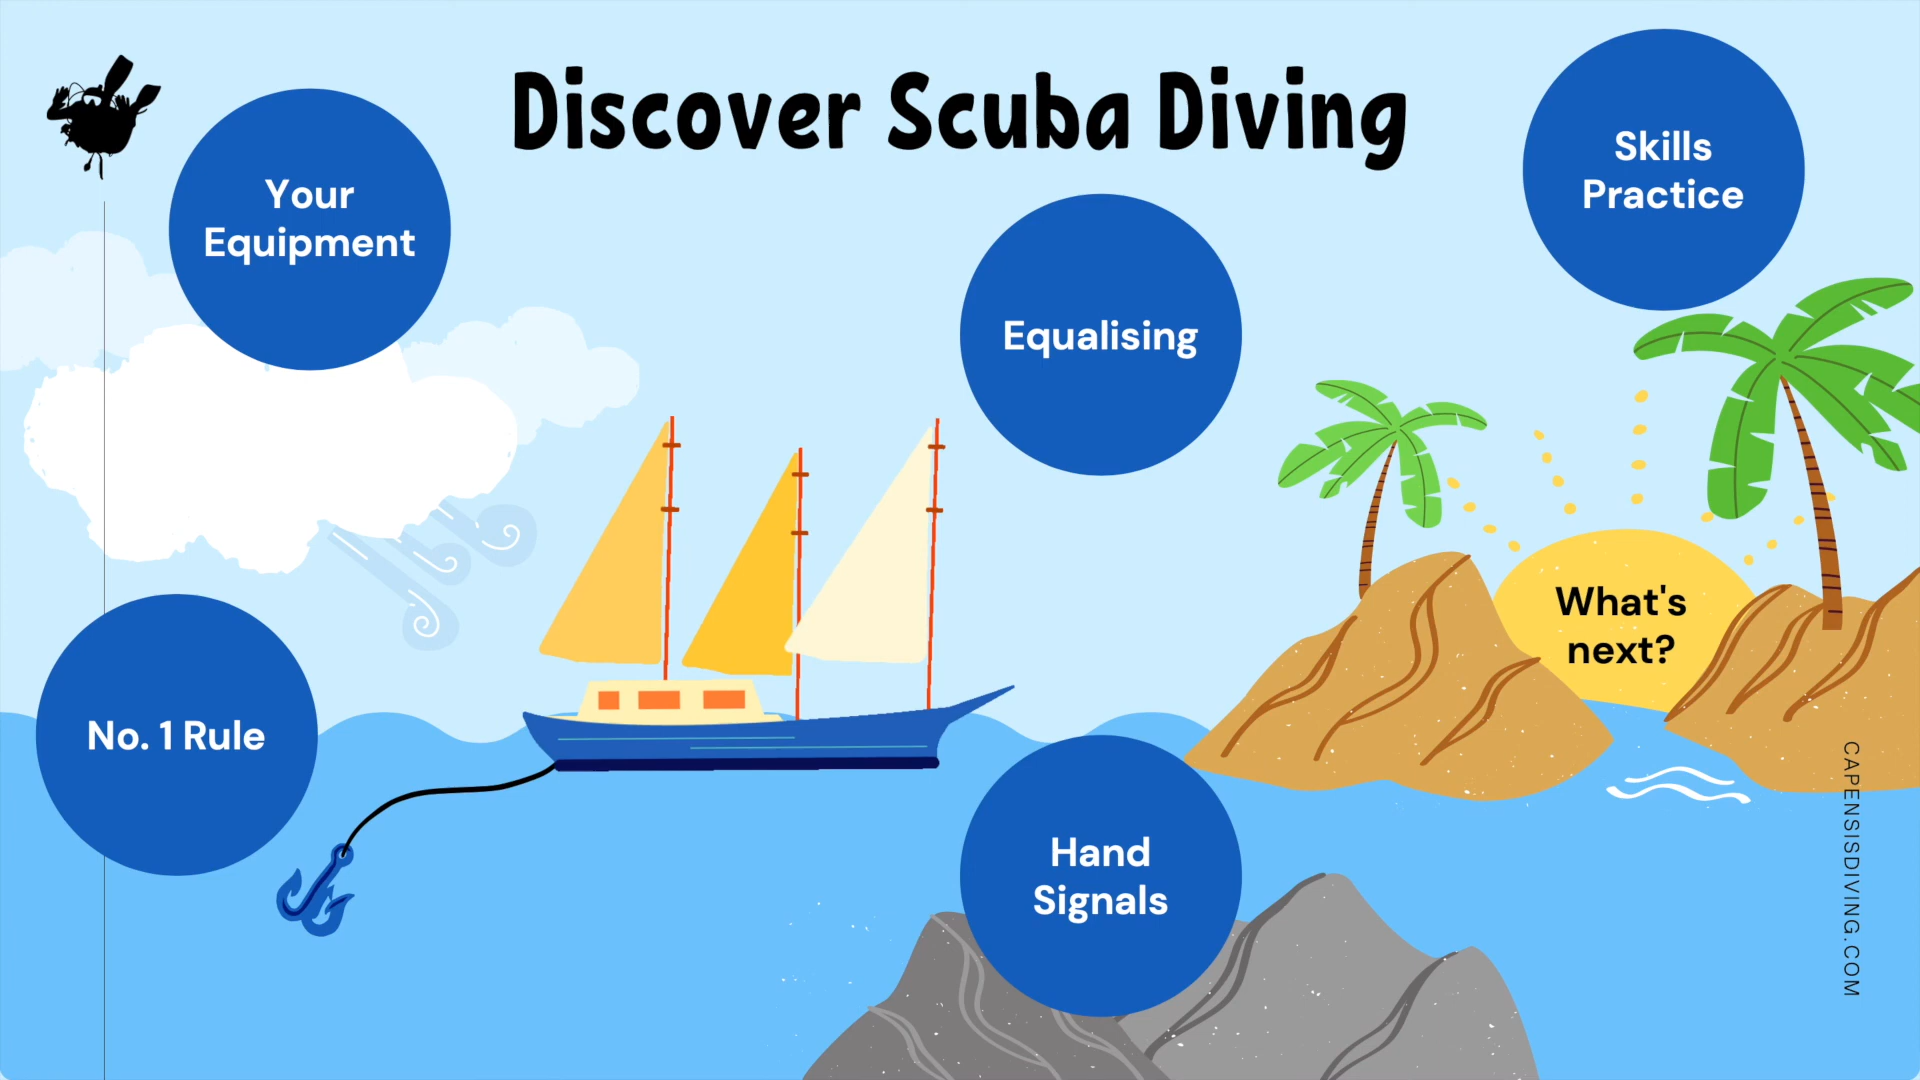 Discover Scuba Diving
Your
Equipment
Equalising
Skills
Practice
No. 1 Rule
Hand
Signals
What's
next?
CAPENSISDIVING.COM